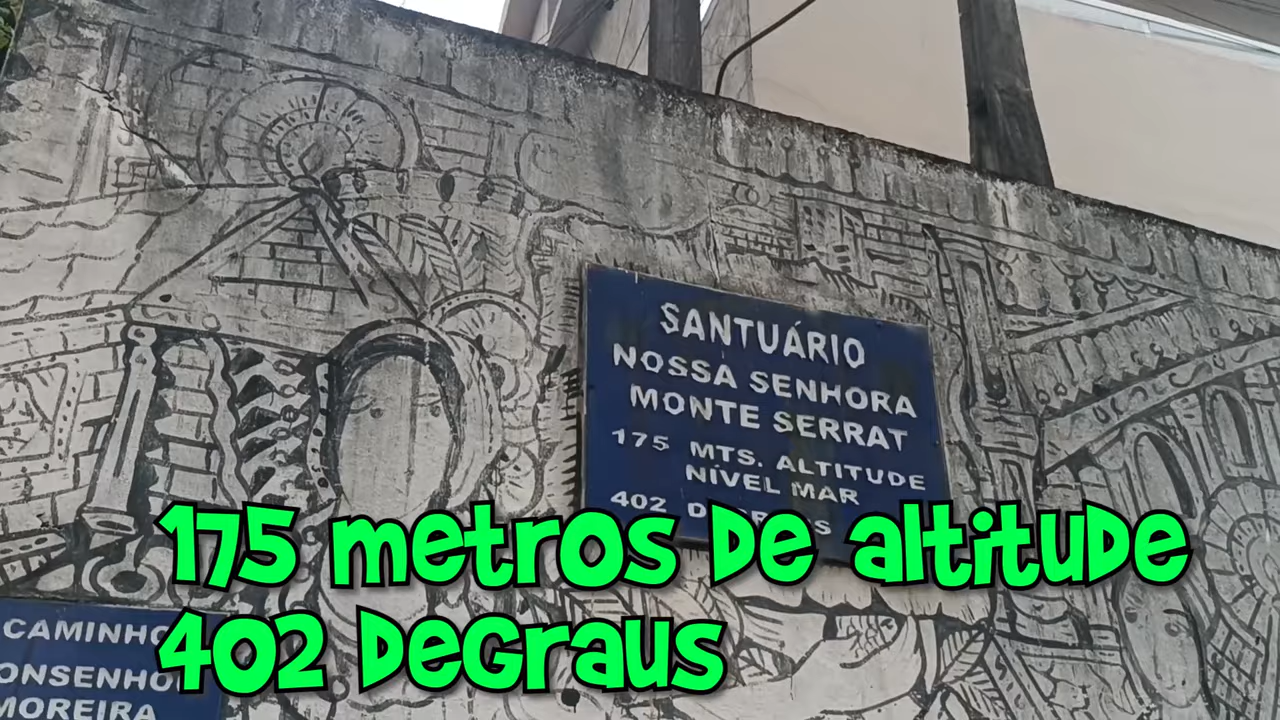 SANTUÁRIO
NOSSA SENHORA
MONTE SERRAT
175 MTS. ALTITUDE
NÍVEL MAR
402
175 metros de altitude
402 Degraus
CAMINHO
MOREIRA